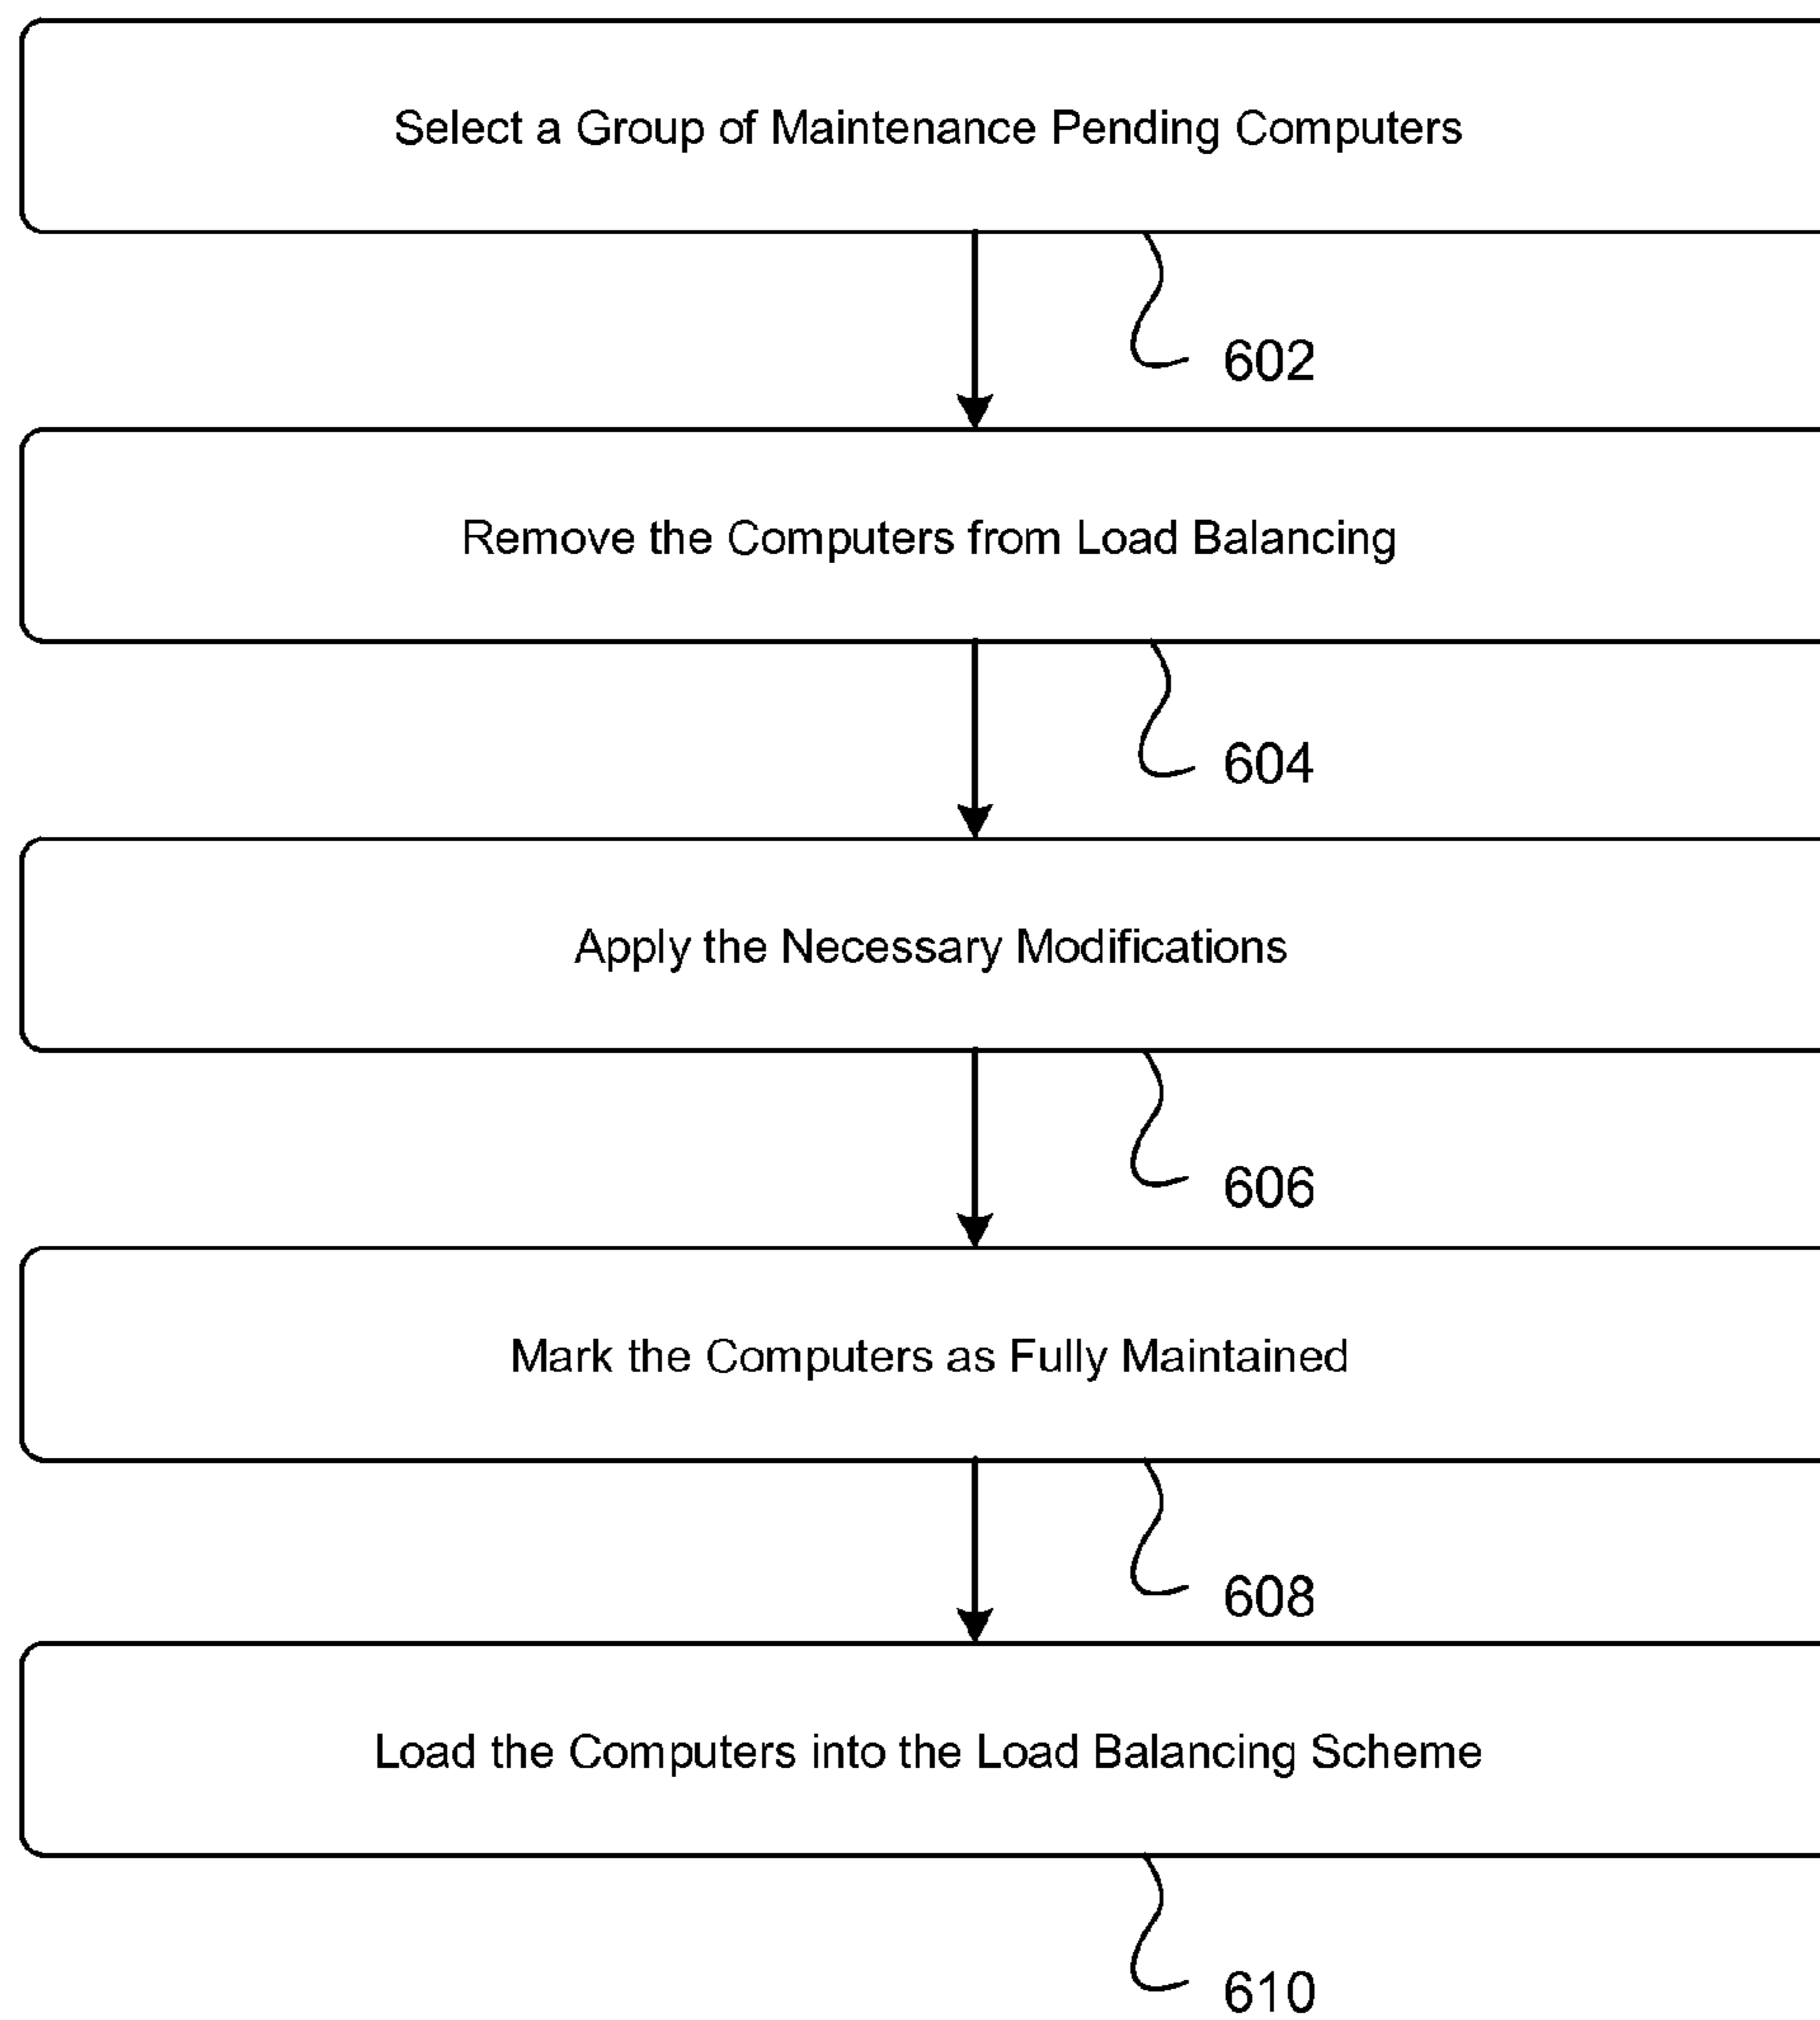 Select a Group of Maintenance Pending Computers
602
Remove the Computers from Load Balancing
604
Apply the Necessary Modifications
606
Mark the Computers as Fully Maintained
608
Load the Computers into the Load Balancing Scheme
610